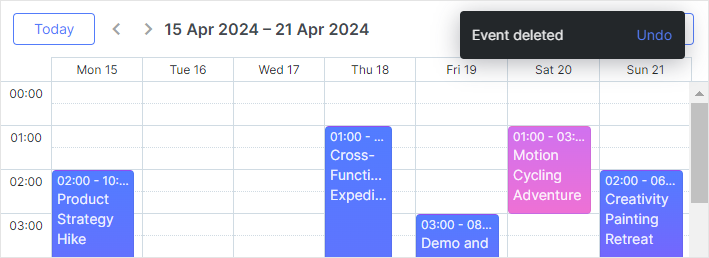 Today
15 Apr 2024 – 21 Apr 2024
Event deleted
Undo
Mon 15
Tue 16
Wed 17
Thu 18
Fri 19
Sat 20
Sun 21
00:00
01:00
02:00
03:00
02:00 - 10:...
Product
Strategy
Hike
01:00 - ...
Cross-
Functi...
Expedi...
03:00 - 08...
Demo and
01:00 - 03:...
Motion
Cycling
Adventure
02:00 - 06...
Creativity
Painting
Retreat